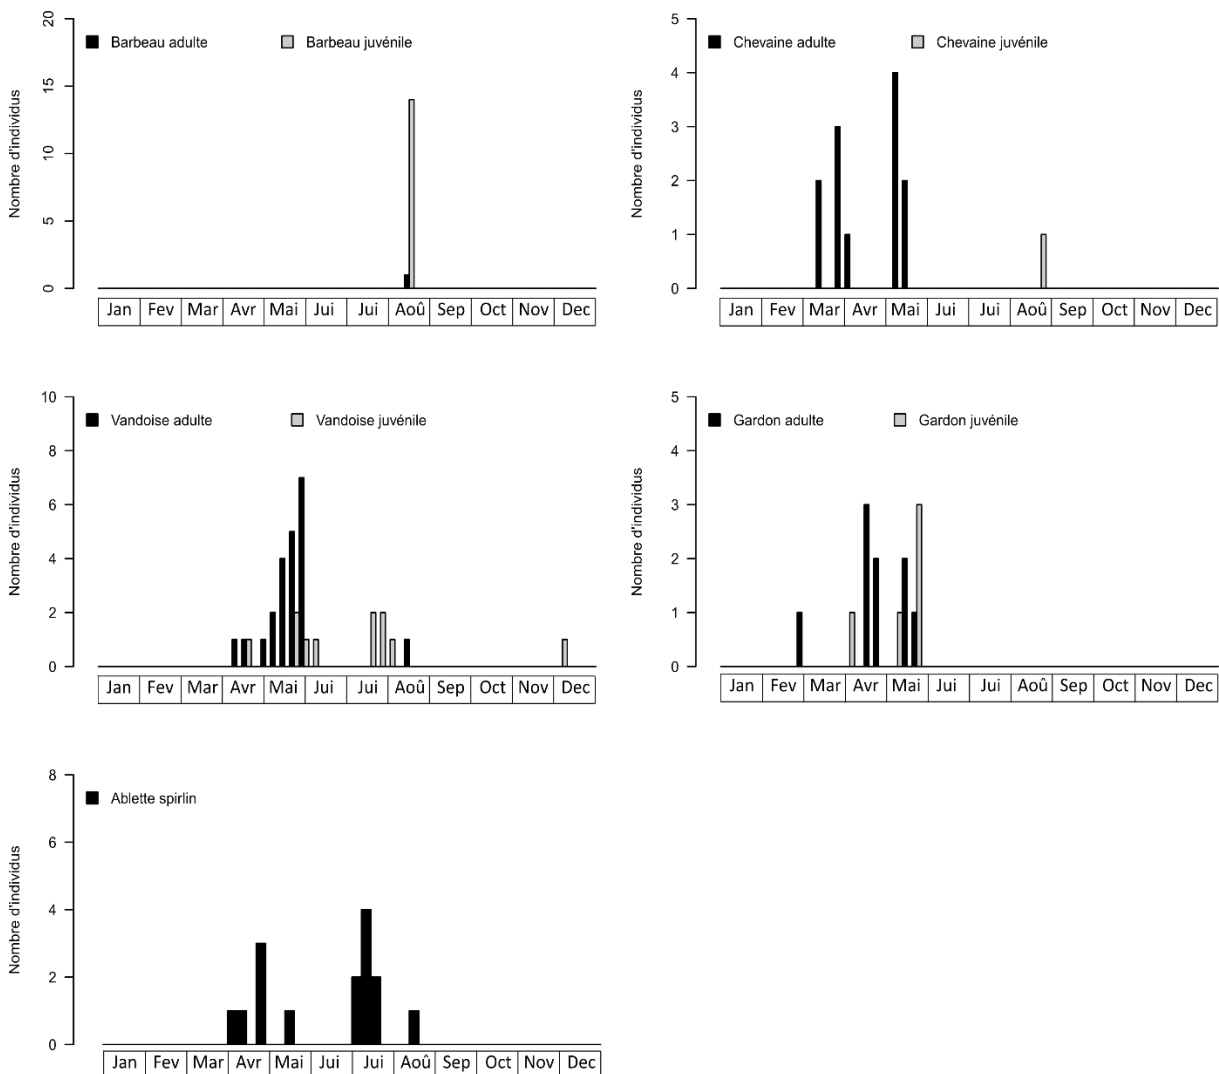 Barbeau adulte Barbeau juvénile
Nombre d'individus
20
15
10
5
0
Jan Fev Mar Avr Mai Jui Jui Aoû Sep Oct Nov Dec
Chevaine adulte Chevaine juvénile
Nombre d'individus
5
4
3
2
1
0
Jan Fev Mar Avr Mai Jui Jui Aoû Sep Oct Nov Dec
Vandoise adulte Vandoise juvénile
Nombre d'individus
10
8
6
4
2
0
Jan Fev Mar Avr Mai Jui Jui Aoû Sep Oct Nov Dec
Gardon adulte Gardon juvénile
Nombre d'individus
5
4
3
2
1
0
Jan Fev Mar Avr Mai Jui Jui Aoû Sep Oct Nov Dec
Ablette spirlin
Nombre d'individus
8
6
4
2
0
Jan Fev Mar Avr Mai Jui Jui Aoû Sep Oct Nov Dec